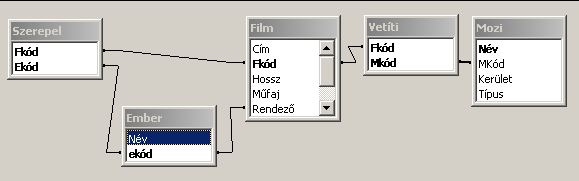 Szerepel
Fkód
Ekód
Ember
Név
ekód
Film
Cím
Fkód
Hossz
Műfaj
Rendező
Vetíti
Fkód
Mkód
Mozi
Név
MKód
Kerület
Típus